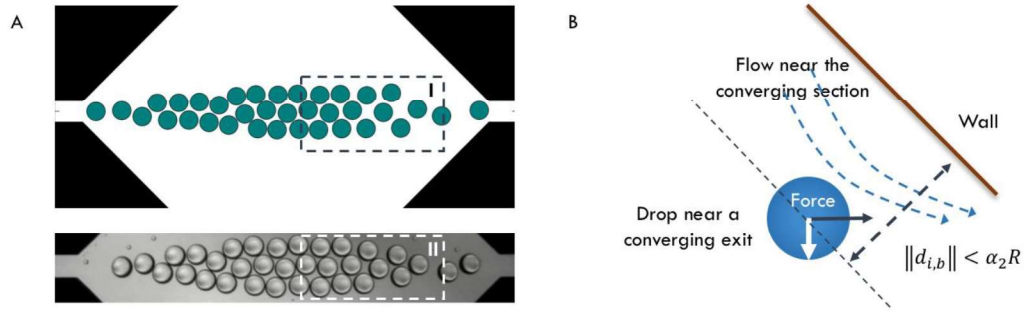 A
I
II
B
Flow near the
converging section
Wall
Force
Drop near a
converging exit
‖d_{i,b}‖ < α₂R